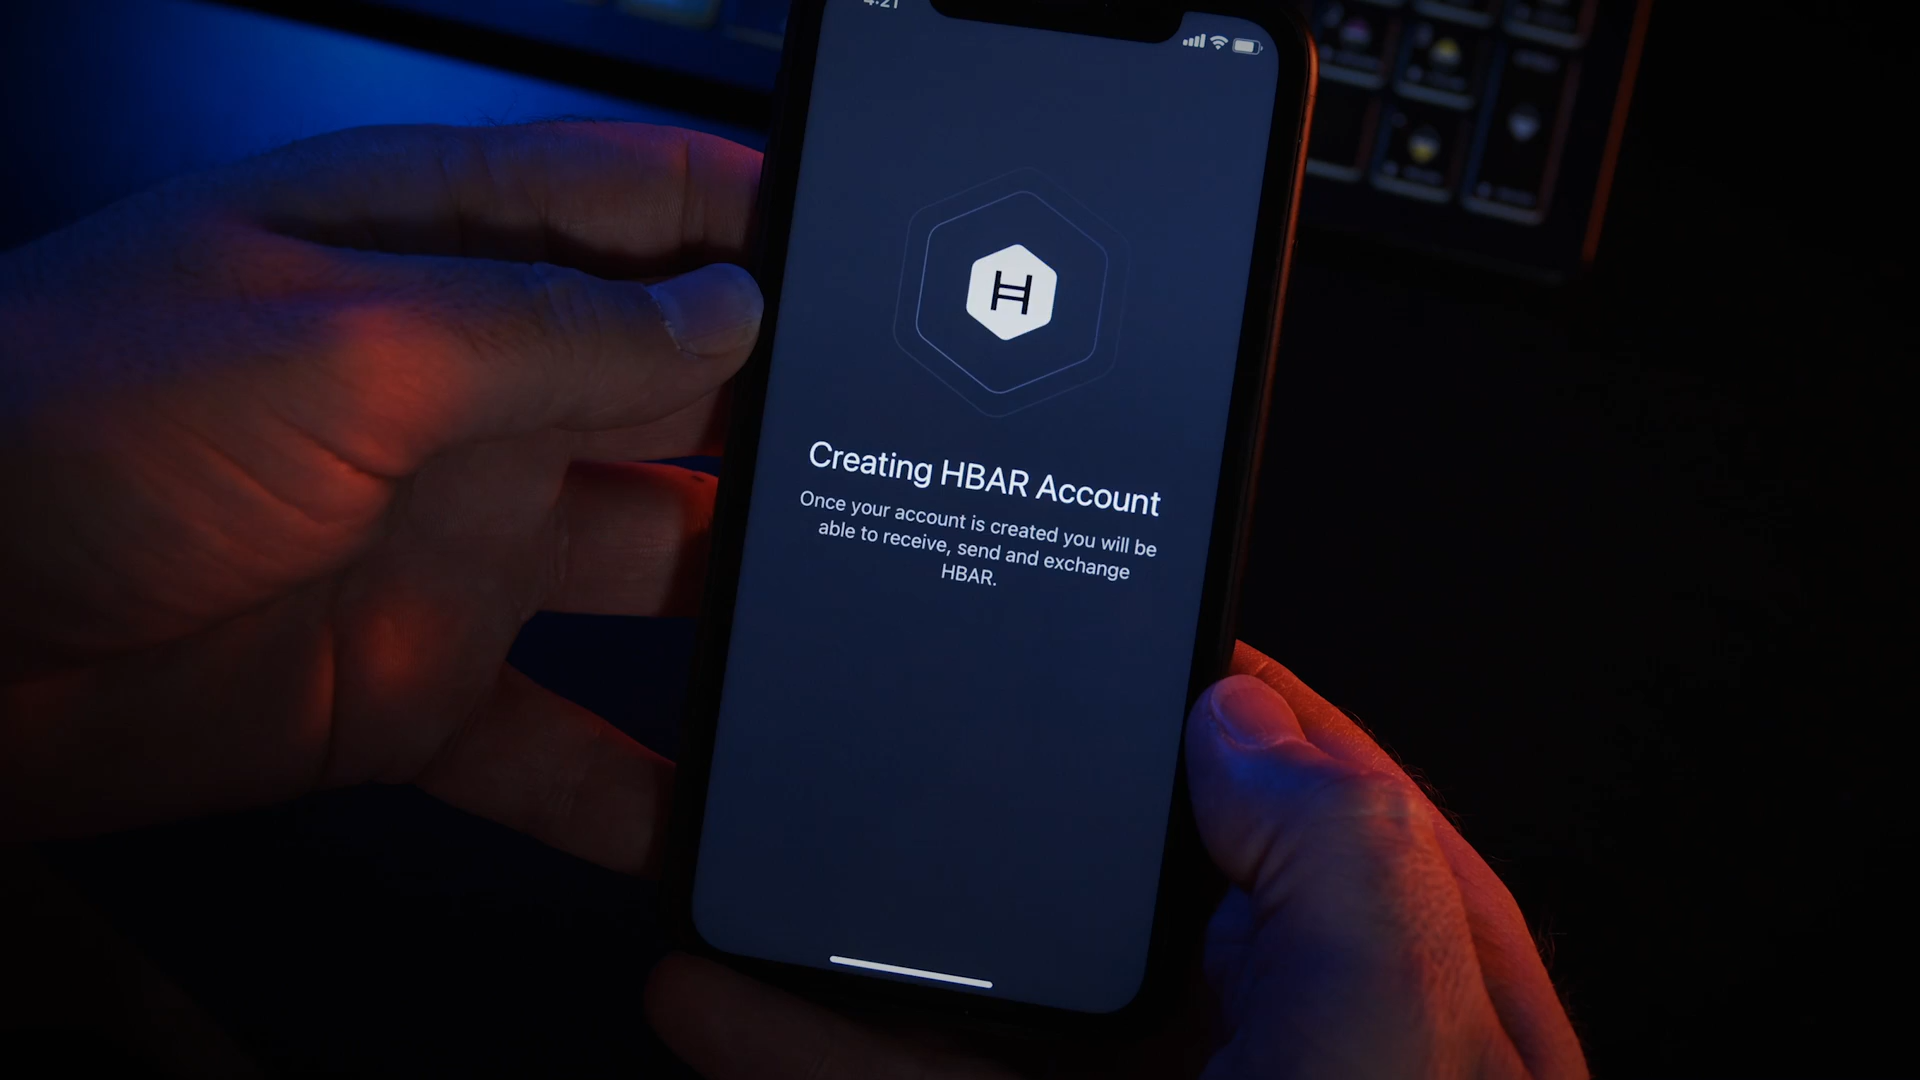 4:21
Creating HBAR Account
Once your account is created you will be
able to receive, send and exchange
HBAR.